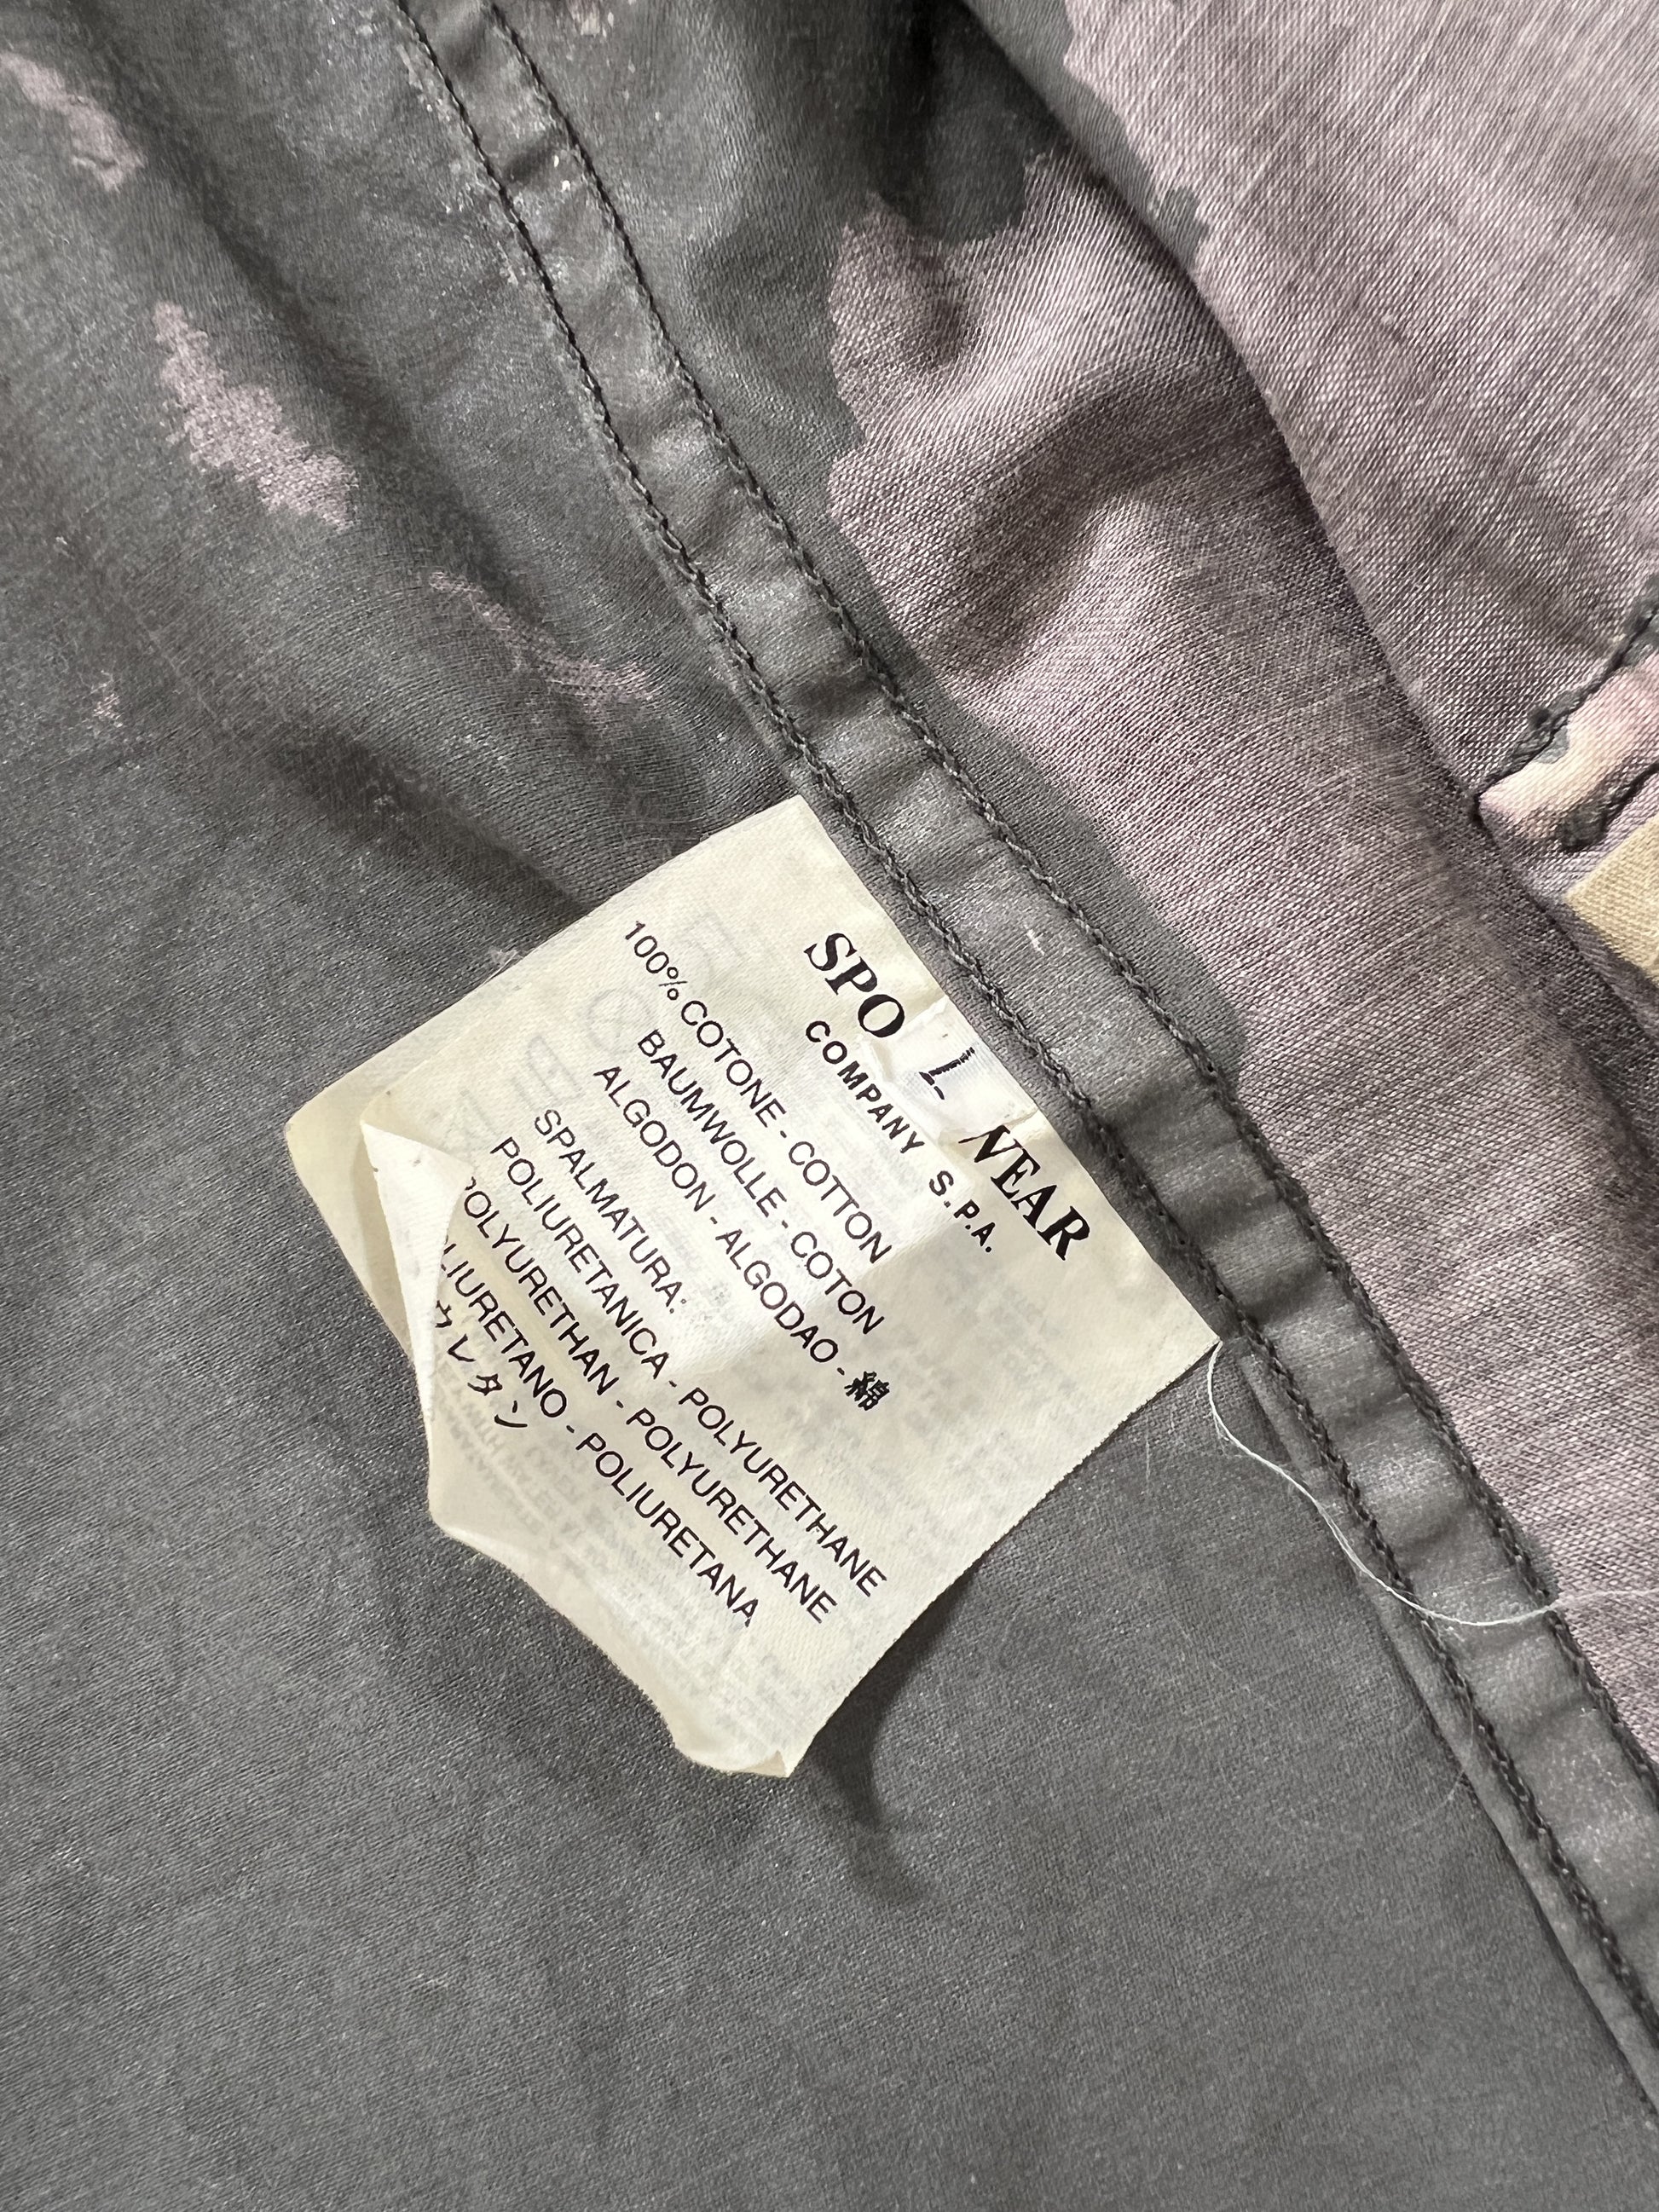 SPO L WEAR
COMPANY S.P.A.
100% COTONE - COTTON
BAUMWOLLE - COTON
ALGODON - ALGODAO - 綿
SPALMATURA:
POLIURETANICA - POLYURETHANE
POLYURETHAN - POLYURETHANE
LIURETANO - POLIURETANA
ウレタン